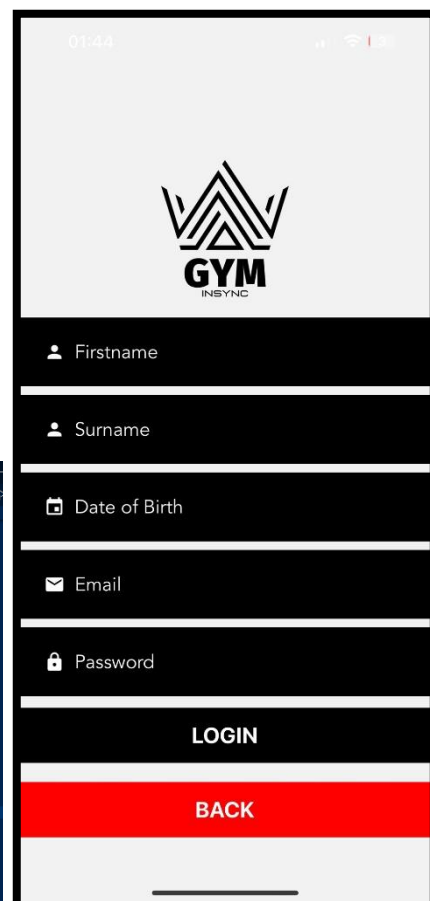 01:44
GYM
INSYNC
Firstname
Surname
Date of Birth
Email
Password
LOGIN
BACK